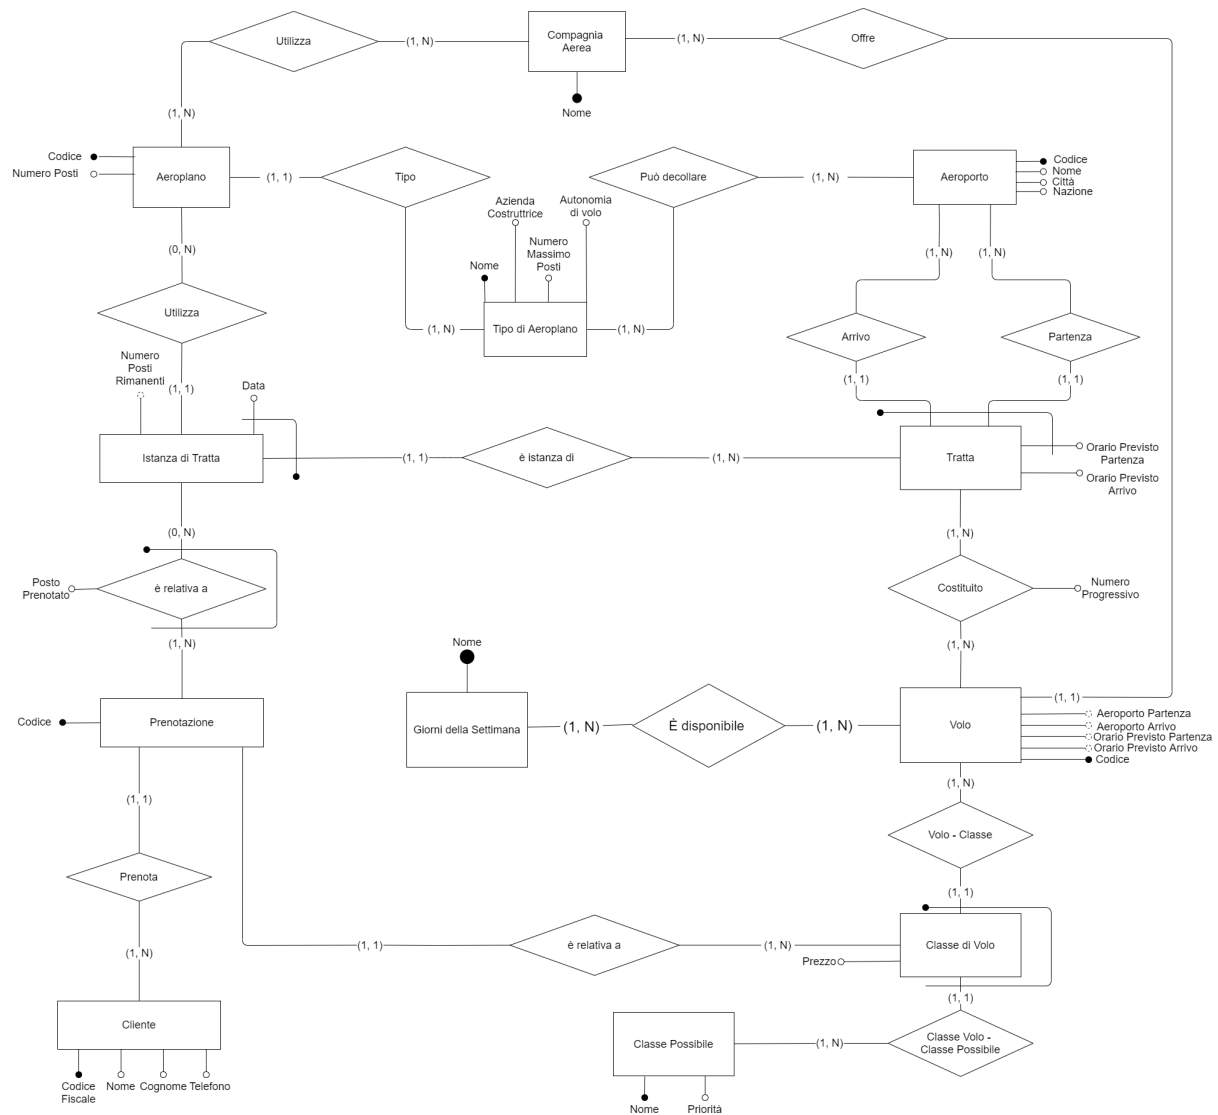 Utilizza
(1, N)
Compagnia
Aerea
(1, N)
Offre
Nome
(1, N)
Codice
Numero Posti
Aeroplano
(1, 1)
Tipo
Può decollare
(1, N)
Aeroporto
Codice
Nome
Città
Nazione
Azienda
Costruttrice
Autonomia
di volo
Numero
Massimo
Posti
Nome
(0, N)
(1, N)
(1, N)
Utilizza
(1, N)
Tipo di Aeroplano
(1, N)
Arrivo
Partenza
Numero
Posti
Rimanenti
(1, 1)
Data
(1, 1)
(1, 1)
Istanza di Tratta
(1, 1)
è istanza di
(1, N)
Tratta
Orario Previsto
Partenza
Orario Previsto
Arrivo
(0, N)
(1, N)
Posto
Prenotato
è relativa a
Costituito
Numero
Progressivo
(1, N)
(1, N)
Nome
Codice
Prenotazione
Giorni della Settimana
(1, N)
È disponibile
(1, N)
Volo
(1, 1)
Aeroporto Partenza
Aeroporto Arrivo
Orario Previsto Partenza
Orario Previsto Arrivo
Codice
(1, N)
(1, 1)
Volo - Classe
Prenota
(1, 1)
(1, N)
(1, 1)
è relativa a
(1, N)
Classe di Volo
Prezzo
(1, 1)
Cliente
Classe Possibile
(1, N)
Classe Volo -
Classe Possibile
Codice
Fiscale
Nome
Cognome
Telefono
Nome
Priorità